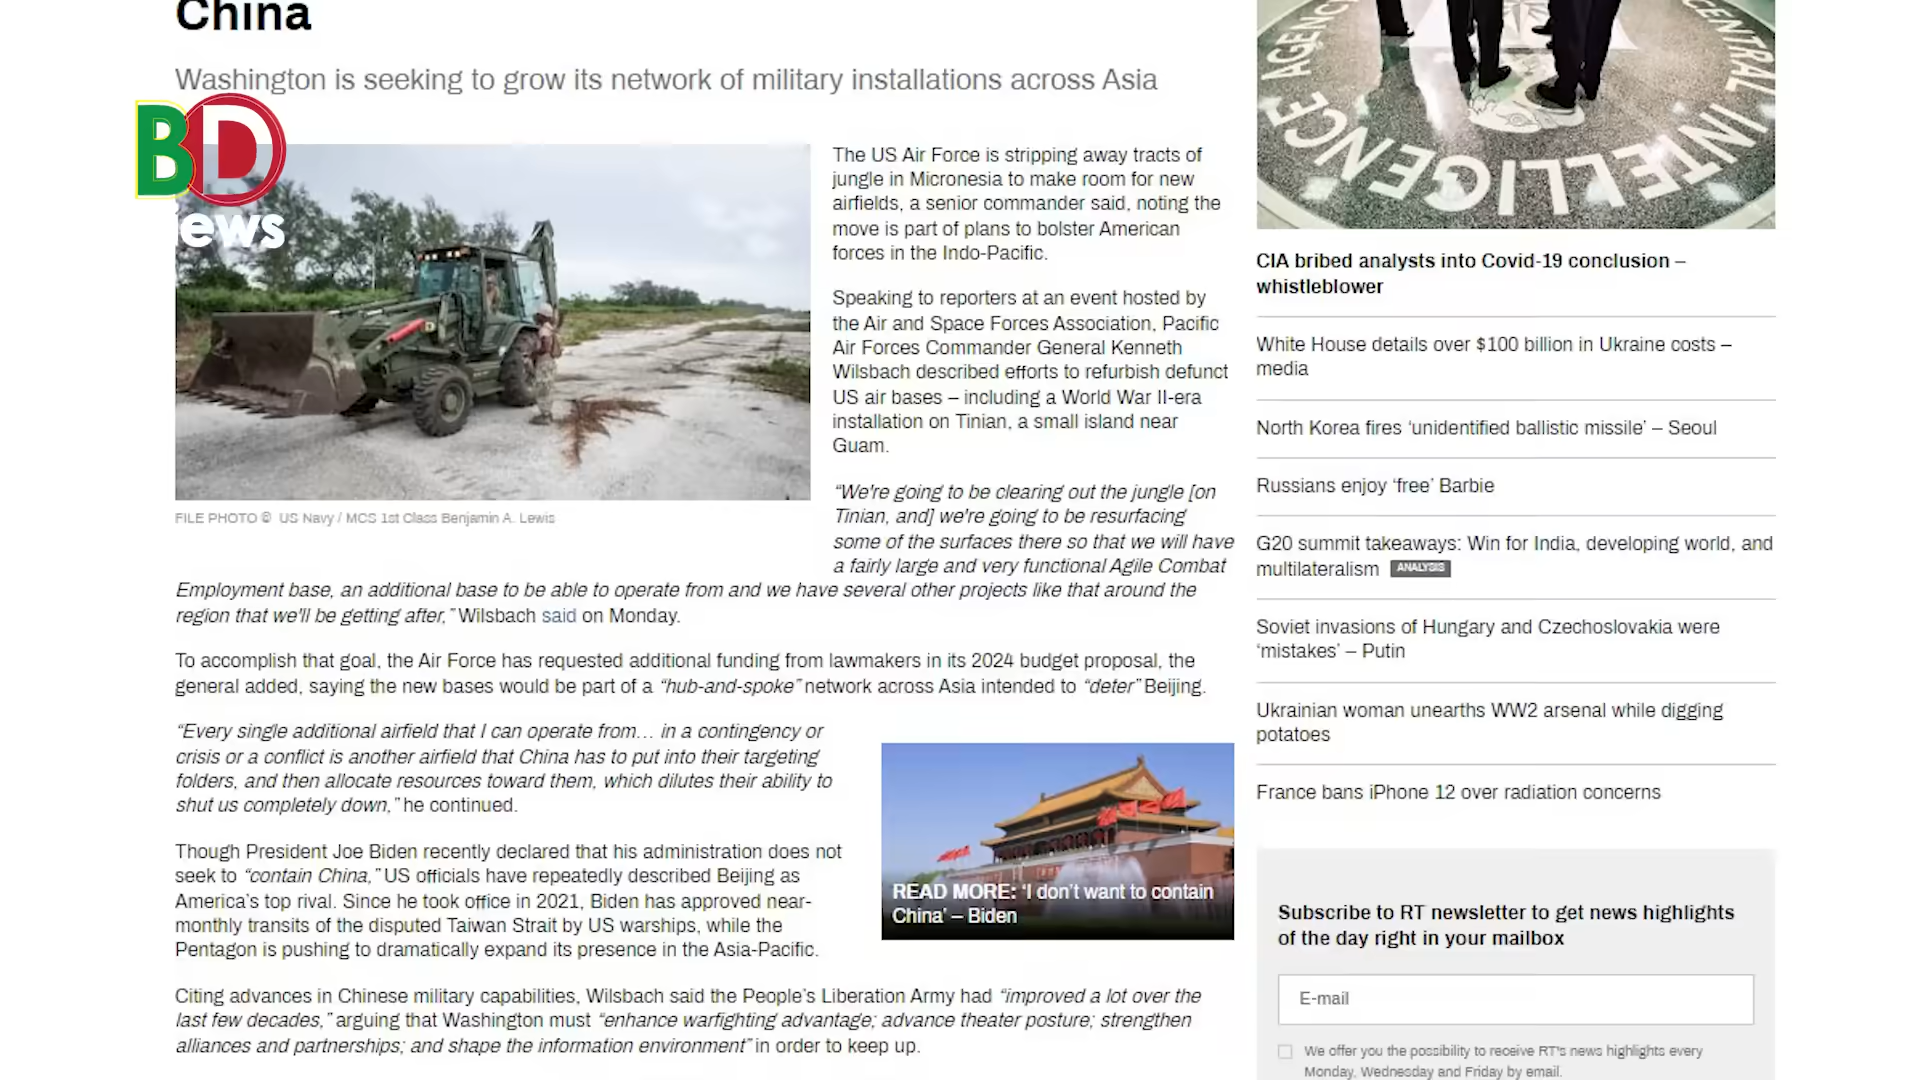 China
Washington is seeking to grow its network of military installations across Asia
BD
News
FILE PHOTO © US Navy / MCS 1st Class Benjamin A. Lewis
The US Air Force is stripping away tracts of
jungle in Micronesia to make room for new
airfields, a senior commander said, noting the
move is part of plans to bolster American
forces in the Indo-Pacific.
Speaking to reporters at an event hosted by
the Air and Space Forces Association, Pacific
Air Forces Commander General Kenneth
Wilsbach described efforts to refurbish defunct
US air bases – including a World War II-era
installation on Tinian, a small island near
Guam.
“We're going to be clearing out the jungle [on
Tinian, and] we're going to be resurfacing
some of the surfaces there so that we will have
a fairly large and very functional Agile Combat
Employment base, an additional base to be able to operate from and we have several other projects like that around the
region that we'll be getting after,” Wilsbach said on Monday.
To accomplish that goal, the Air Force has requested additional funding from lawmakers in its 2024 budget proposal, the
general added, saying the new bases would be part of a “hub-and-spoke” network across Asia intended to “deter” Beijing.
“Every single additional airfield that I can operate from… in a contingency or
crisis or a conflict is another airfield that China has to put into their targeting
folders, and then allocate resources toward them, which dilutes their ability to
shut us completely down,” he continued.
READ MORE: ‘I don’t want to contain
China’ – Biden
Though President Joe Biden recently declared that his administration does not
seek to “contain China,” US officials have repeatedly described Beijing as
America’s top rival. Since he took office in 2021, Biden has approved near-
monthly transits of the disputed Taiwan Strait by US warships, while the
Pentagon is pushing to dramatically expand its presence in the Asia-Pacific.
Citing advances in Chinese military capabilities, Wilsbach said the People’s Liberation Army had “improved a lot over the
last few decades,” arguing that Washington must “enhance warfighting advantage; advance theater posture; strengthen
alliances and partnerships; and shape the information environment” in order to keep up.
CENTRAL INTELLIGENCE AGENCY
CIA bribed analysts into Covid-19 conclusion –
whistleblower
White House details over $100 billion in Ukraine costs –
media
North Korea fires ‘unidentified ballistic missile’ – Seoul
Russians enjoy ‘free’ Barbie
G20 summit takeaways: Win for India, developing world, and
multilateralism ANALYSIS
Soviet invasions of Hungary and Czechoslovakia were
‘mistakes’ – Putin
Ukrainian woman unearths WW2 arsenal while digging
potatoes
France bans iPhone 12 over radiation concerns
Subscribe to RT newsletter to get news highlights
of the day right in your mailbox
E-mail
We offer you the possibility to receive RT's news highlights every
Monday, Wednesday and Friday by email.